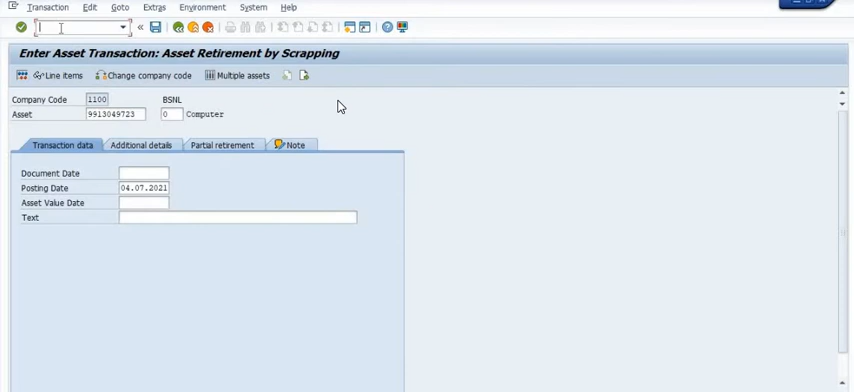 Transaction Edit Goto Extras Environment System Help
Enter Asset Transaction: Asset Retirement by Scrapping
Line items Change company code Multiple assets
Company Code 1100 BSNL
Asset 9913049723 0 Computer
Transaction data Additional details Partial retirement Note
Document Date
Posting Date 04.07.2021
Asset Value Date
Text